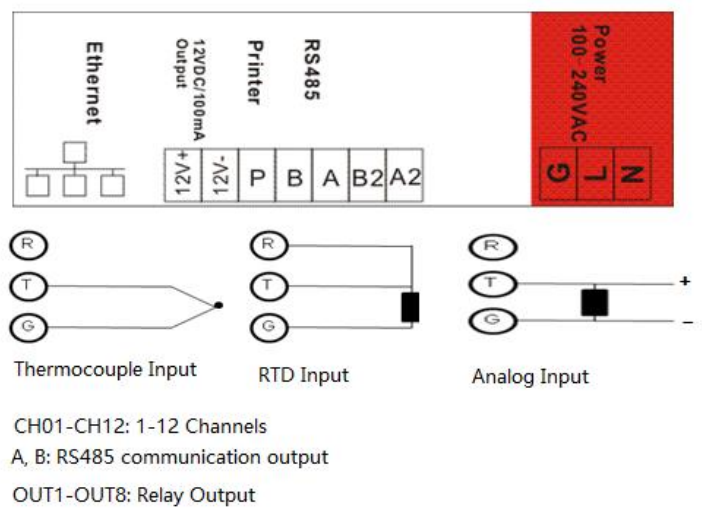 Ethernet
12VDC/100mA
Output
Printer
RS485
Power
100-240VAC
12V+ 12V- P B A B2 A2
G L N
R
T
G
R
T
G
R
T
G
+
-
Thermocouple Input
RTD Input
Analog Input
CH01-CH12: 1-12 Channels
A, B: RS485 communication output
OUT1-OUT8: Relay Output